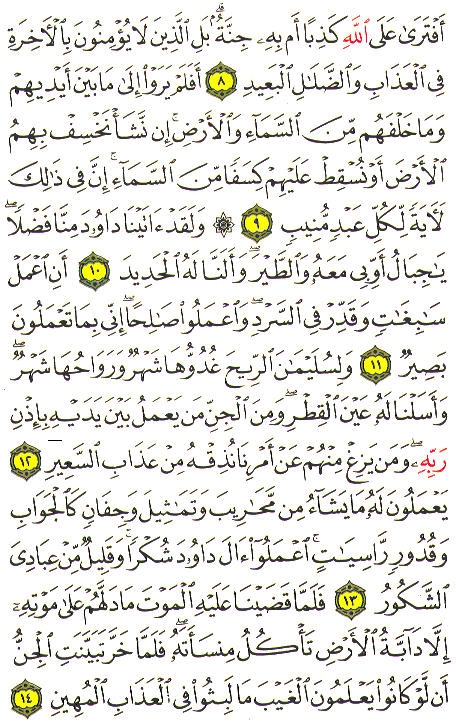 أَفْتَرَىٰ عَلَى ٱللَّهِ كَذِبًا أَم بِهِۦ جِنَّةٌۢ ۗ بَلِ ٱلَّذِينَ لَا يُؤْمِنُونَ بِٱلْـَٔاخِرَةِ
فِى ٱلْعَذَابِ وَٱلضَّلَـٰلِ ٱلْبَعِيدِ ٨ أَفَلَمْ يَرَوْا۟ إِلَىٰ مَا بَيْنَ أَيْدِيهِمْ
وَمَا خَلْفَهُم مِّنَ ٱلسَّمَآءِ وَٱلْأَرْضِ ۚ إِن نَّشَأْ نَخْسِفْ بِهِمُ
ٱلْأَرْضَ أَوْ نُسْقِطْ عَلَيْهِمْ كِسَفًا مِّنَ ٱلسَّمَآءِ ۚ إِنَّ فِى ذَٰلِكَ
لَـَٔايَةً لِّكُلِّ عَبْدٍ مُّنِيبٍ ٩ ۞ وَلَقَدْ ءَاتَيْنَا دَاوُۥدَ مِنَّا فَضْلًا ۖ
يَـٰجِبَالُ أَوِّبِى مَعَهُۥ وَٱلطَّيْرَ ۖ وَأَلَنَّا لَهُ ٱلْحَدِيدَ ١٠ أَنِ ٱعْمَلْ
سَـٰبِغَـٰتٍ وَقَدِّرْ فِى ٱلسَّرْدِ ۖ وَٱعْمَلُوا۟ صَـٰلِحًا ۖ إِنِّى بِمَا تَعْمَلُونَ
بَصِيرٌ ١١ وَلِسُلَيْمَـٰنَ ٱلرِّيحَ غُدُوُّهَا شَهْرٌ وَرَوَاحُهَا شَهْرٌ ۖ
وَأَسَلْنَا لَهُۥ عَيْنَ ٱلْقِطْرِ ۖ وَمِنَ ٱلْجِنِّ مَن يَعْمَلُ بَيْنَ يَدَيْهِ بِإِذْنِ
رَبِّهِۦ ۖ وَمَن يَزِغْ مِنْهُمْ عَنْ أَمْرِنَا نُذِقْهُ مِنْ عَذَابِ ٱلسَّعِيرِ ١٢
يَعْمَلُونَ لَهُۥ مَا يَشَآءُ مِن مَّحَـٰرِيبَ وَتَمَـٰثِيلَ وَجِفَانٍ كَٱلْجَوَابِ
وَقُدُورٍ رَّاسِيَـٰتٍ ۚ ٱعْمَلُوٓا۟ ءَالَ دَاوُۥدَ شُكْرًا ۚ وَقَلِيلٌ مِّنْ عِبَادِىَ
ٱلشَّكُورُ ١٣ فَلَمَّا قَضَيْنَا عَلَيْهِ ٱلْمَوْتَ مَا دَلَّهُمْ عَلَىٰ مَوْتِهِۦٓ
إِلَّا دَآبَّةُ ٱلْأَرْضِ تَأْكُلُ مِنسَأَتَهُۥ ۖ فَلَمَّا خَرَّ تَبَيَّنَتِ ٱلْجِنُّ
أَن لَّوْ كَانُوا۟ يَعْلَمُونَ ٱلْغَيْبَ مَا لَبِثُوا۟ فِى ٱلْعَذَابِ ٱلْمُهِينِ ١٤